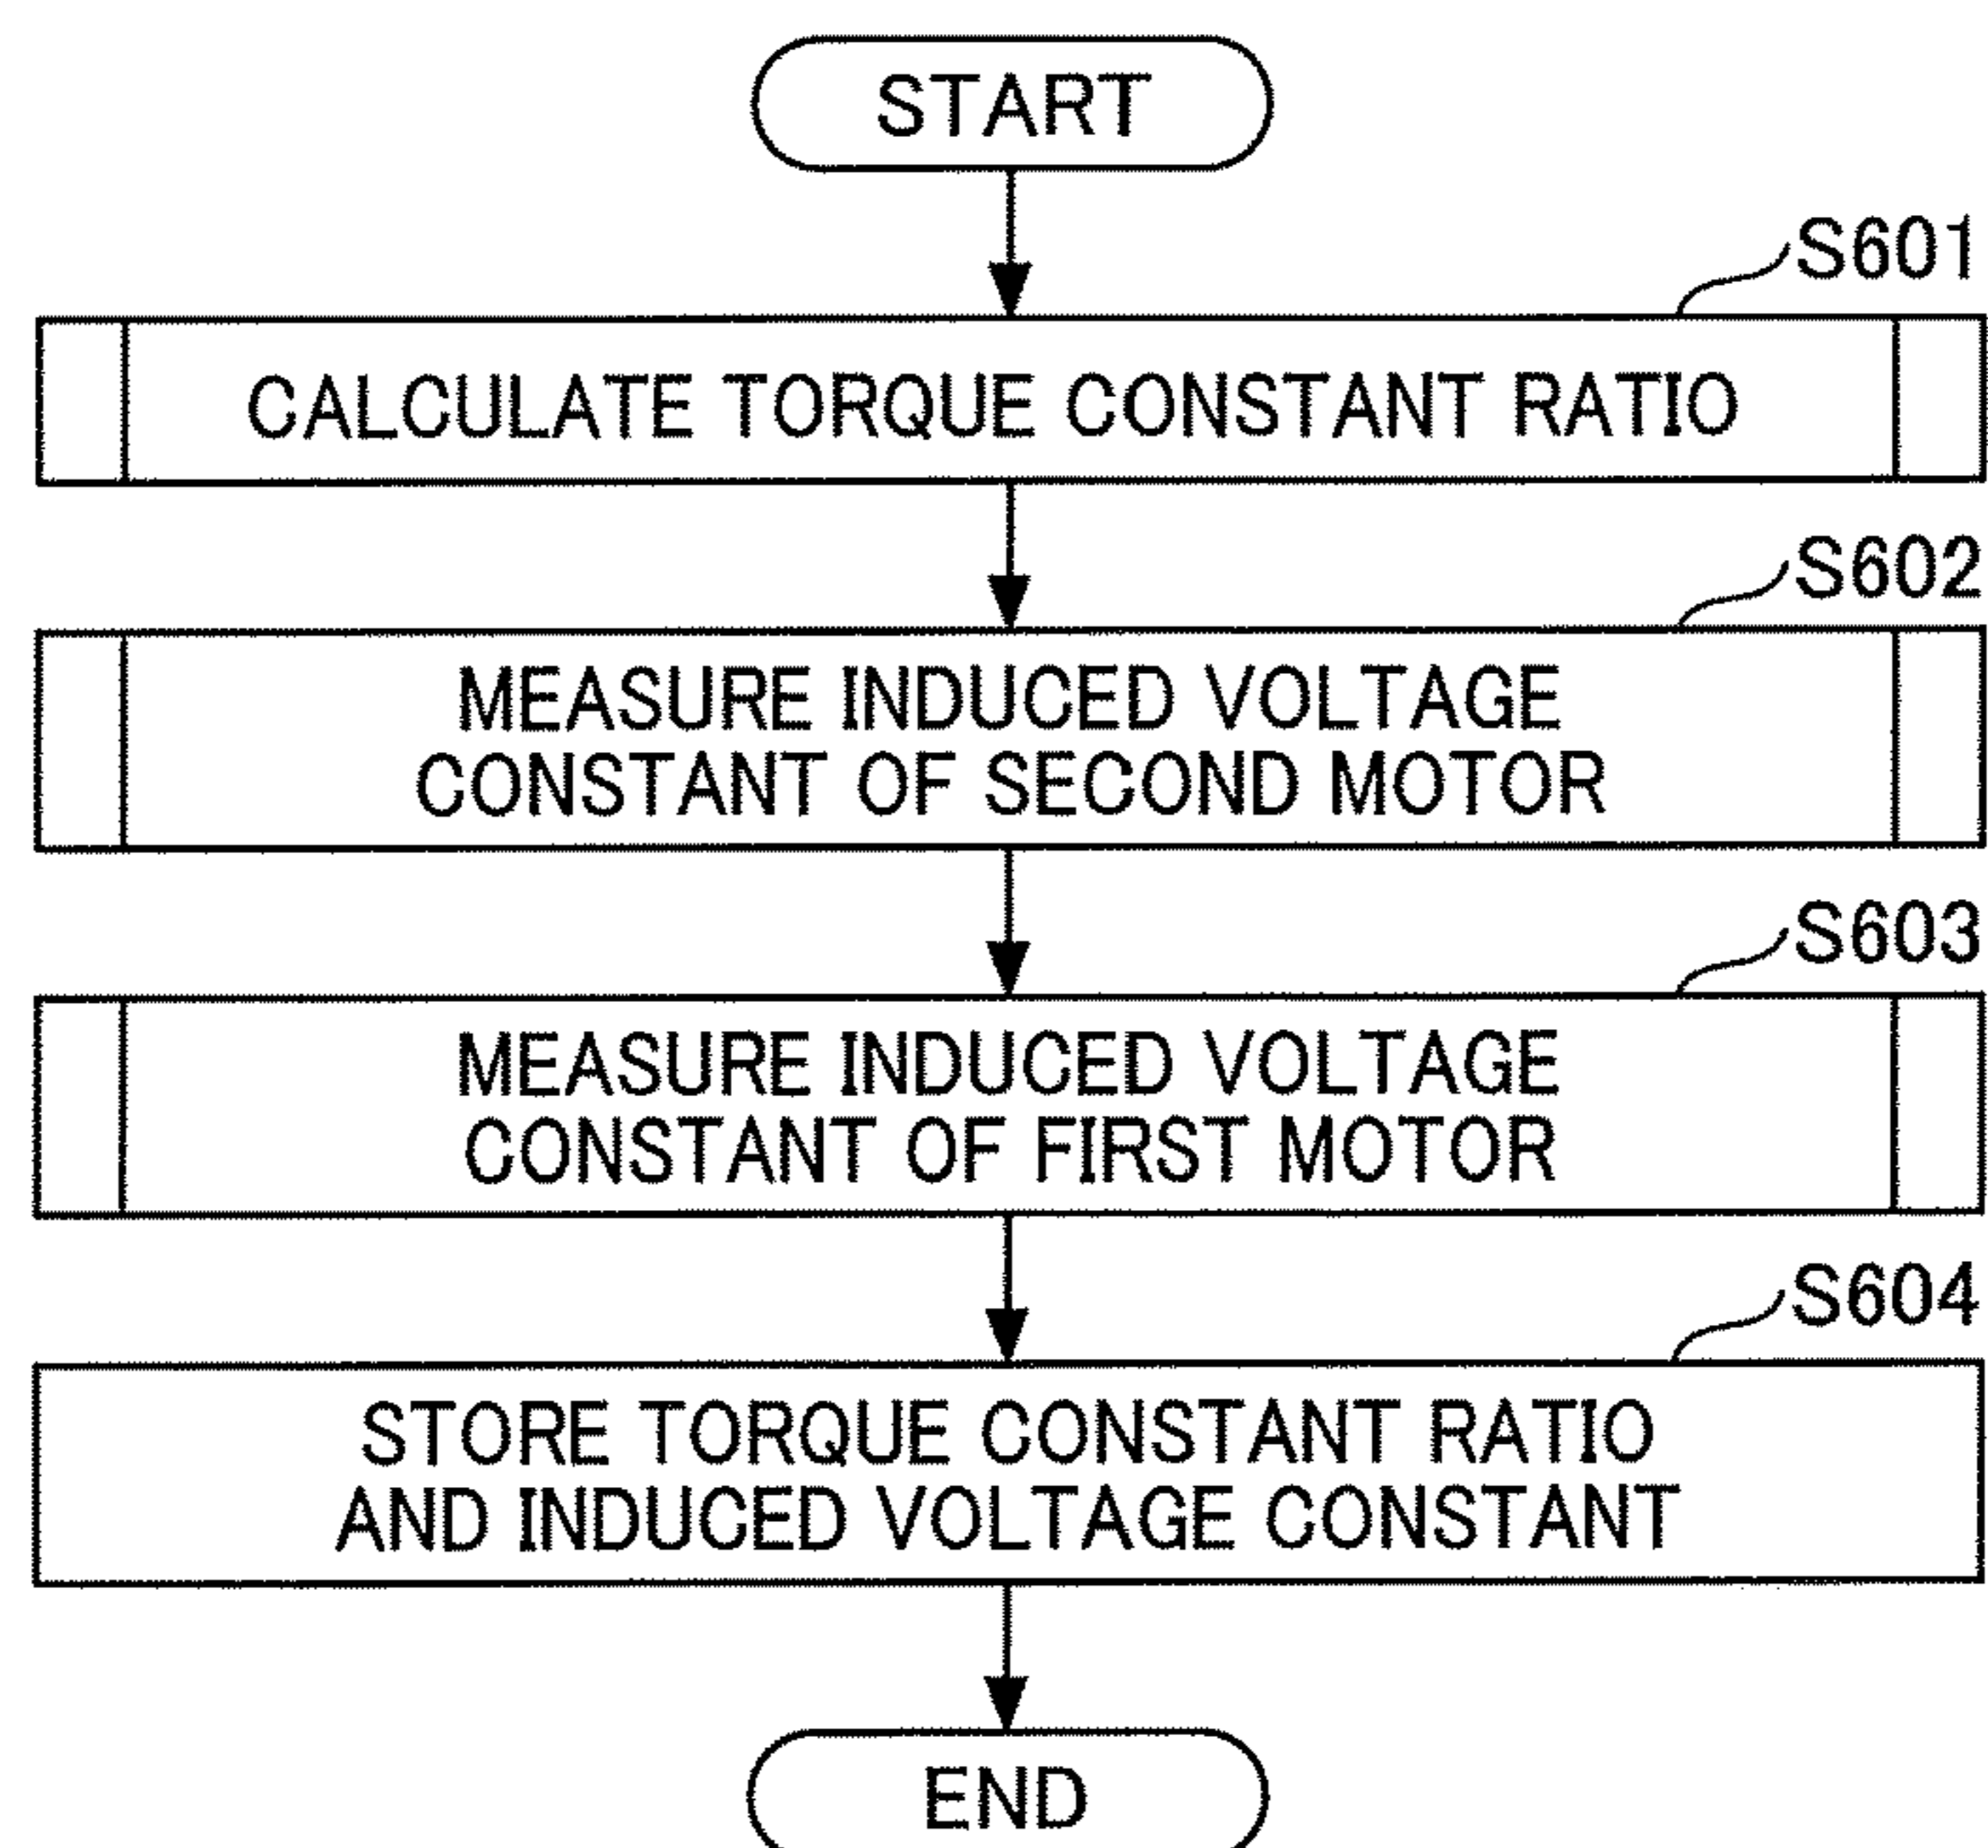 START
S601
CALCULATE TORQUE CONSTANT RATIO
S602
MEASURE INDUCED VOLTAGE
CONSTANT OF SECOND MOTOR
S603
MEASURE INDUCED VOLTAGE
CONSTANT OF FIRST MOTOR
S604
STORE TORQUE CONSTANT RATIO
AND INDUCED VOLTAGE CONSTANT
END